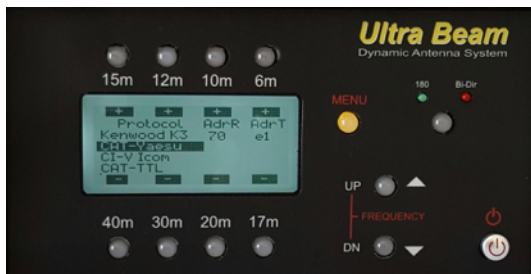 Ultra Beam
Dynamic Antenna System
15m 12m 10m 6m
180 Bi-Dir
MENU
+ + + +
Protocol AdrR AdrT
Kenwood K3 70 e1
CAT-Yaesu
CI-V Icom
CAT-TTL
- - - -
UP
FREQUENCY
DN
40m 30m 20m 17m